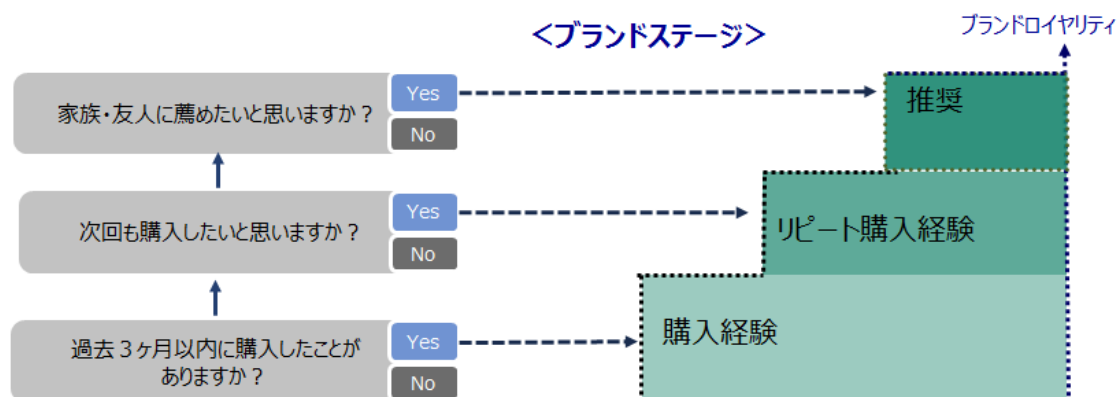 <ブランドステージ>
ブランドロイヤリティ
家族・友人に薦めたいと思いますか？
Yes
No
推奨
次回も購入したいと思いますか？
Yes
No
リピート購入経験
過去３ヶ月以内に購入したことが
ありますか？
Yes
No
購入経験